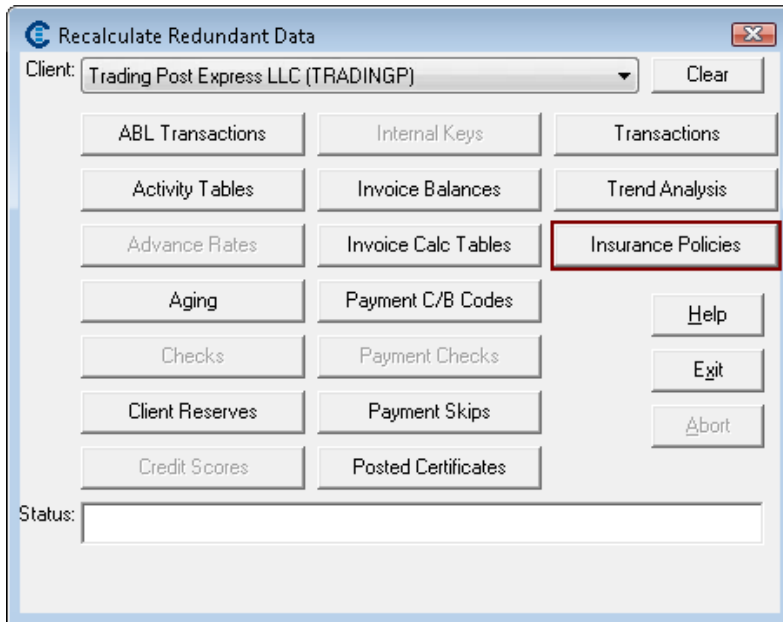 Recalculate Redundant Data
Client: Trading Post Express LLC (TRADINGP) Clear
ABL Transactions Internal Keys Transactions
Activity Tables Invoice Balances Trend Analysis
Advance Rates Invoice Calc Tables Insurance Policies
Aging Payment C/B Codes Help
Checks Payment Checks Exit
Client Reserves Payment Skips Abort
Credit Scores Posted Certificates
Status: